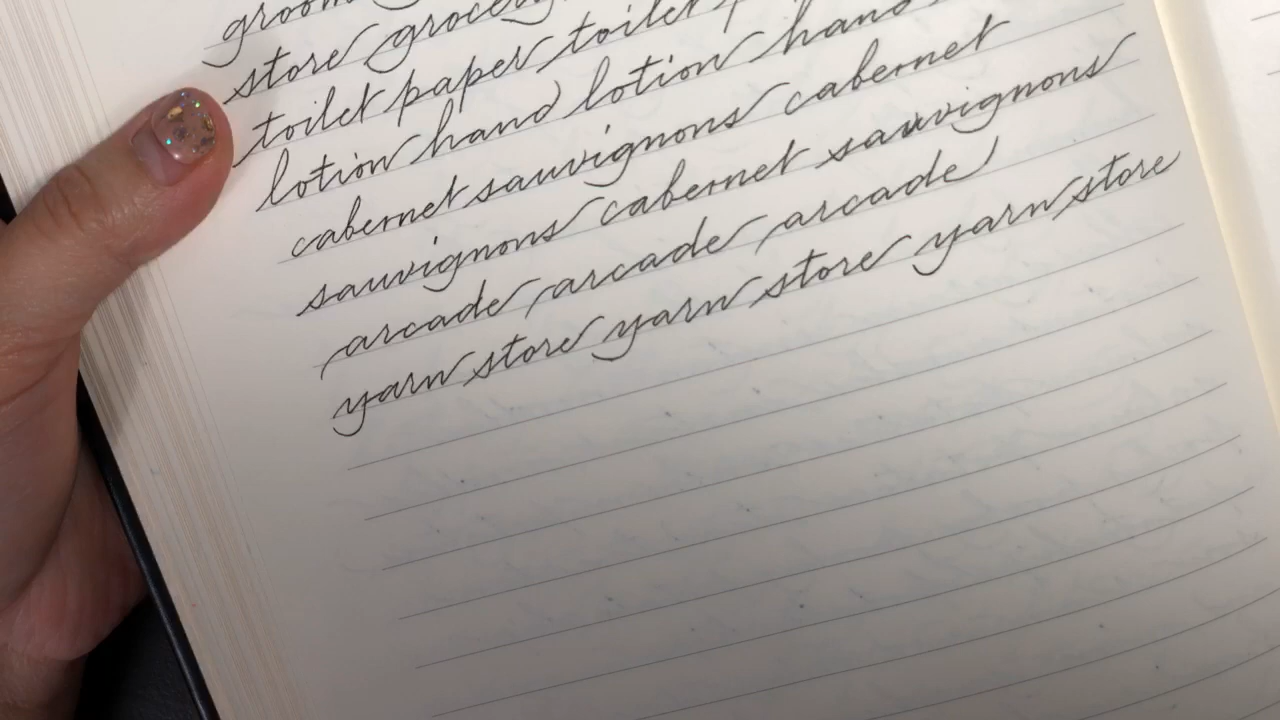 store grocery
toilet paper toilet
lotion hand lotion hand
cabernet sauvignons cabernet
sauvignons cabernet sauvignons
arcade arcade arcade
yarn store yarn store yarn store